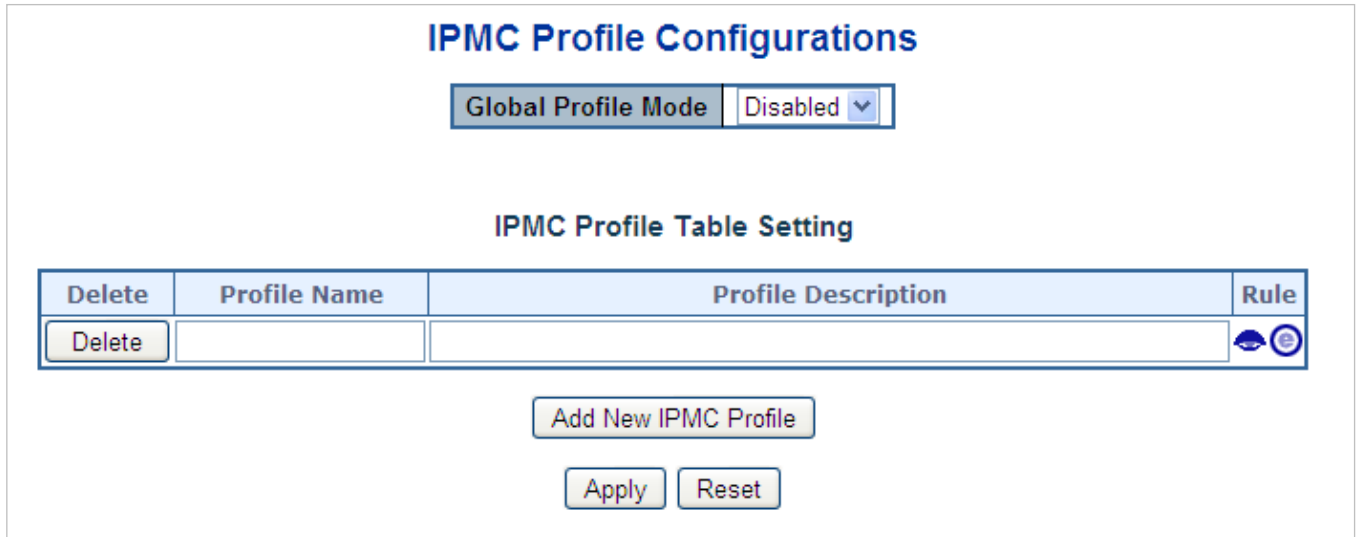 IPMC Profile Configurations
Global Profile Mode Disabled
IPMC Profile Table Setting
Delete Profile Name Profile Description Rule
Delete e
Add New IPMC Profile
Apply Reset